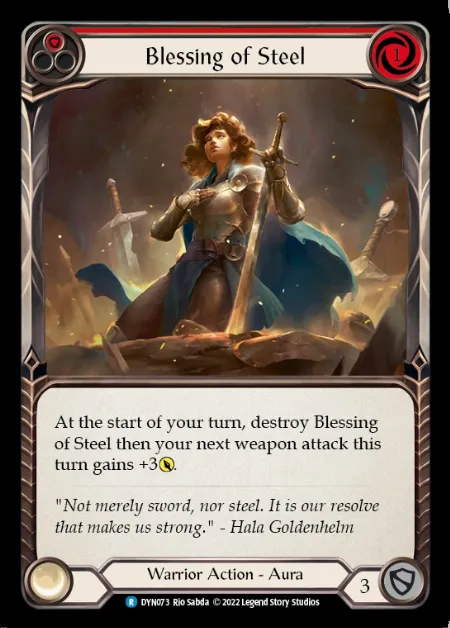 Blessing of Steel
1
At the start of your turn, destroy Blessing
of Steel then your next weapon attack this
turn gains +3.
"Not merely sword, nor steel. It is our resolve
that makes us strong." - Hala Goldenhelm
Warrior Action - Aura
3
R DYN073 Rio Sabda © 2022 Legend Story Studios